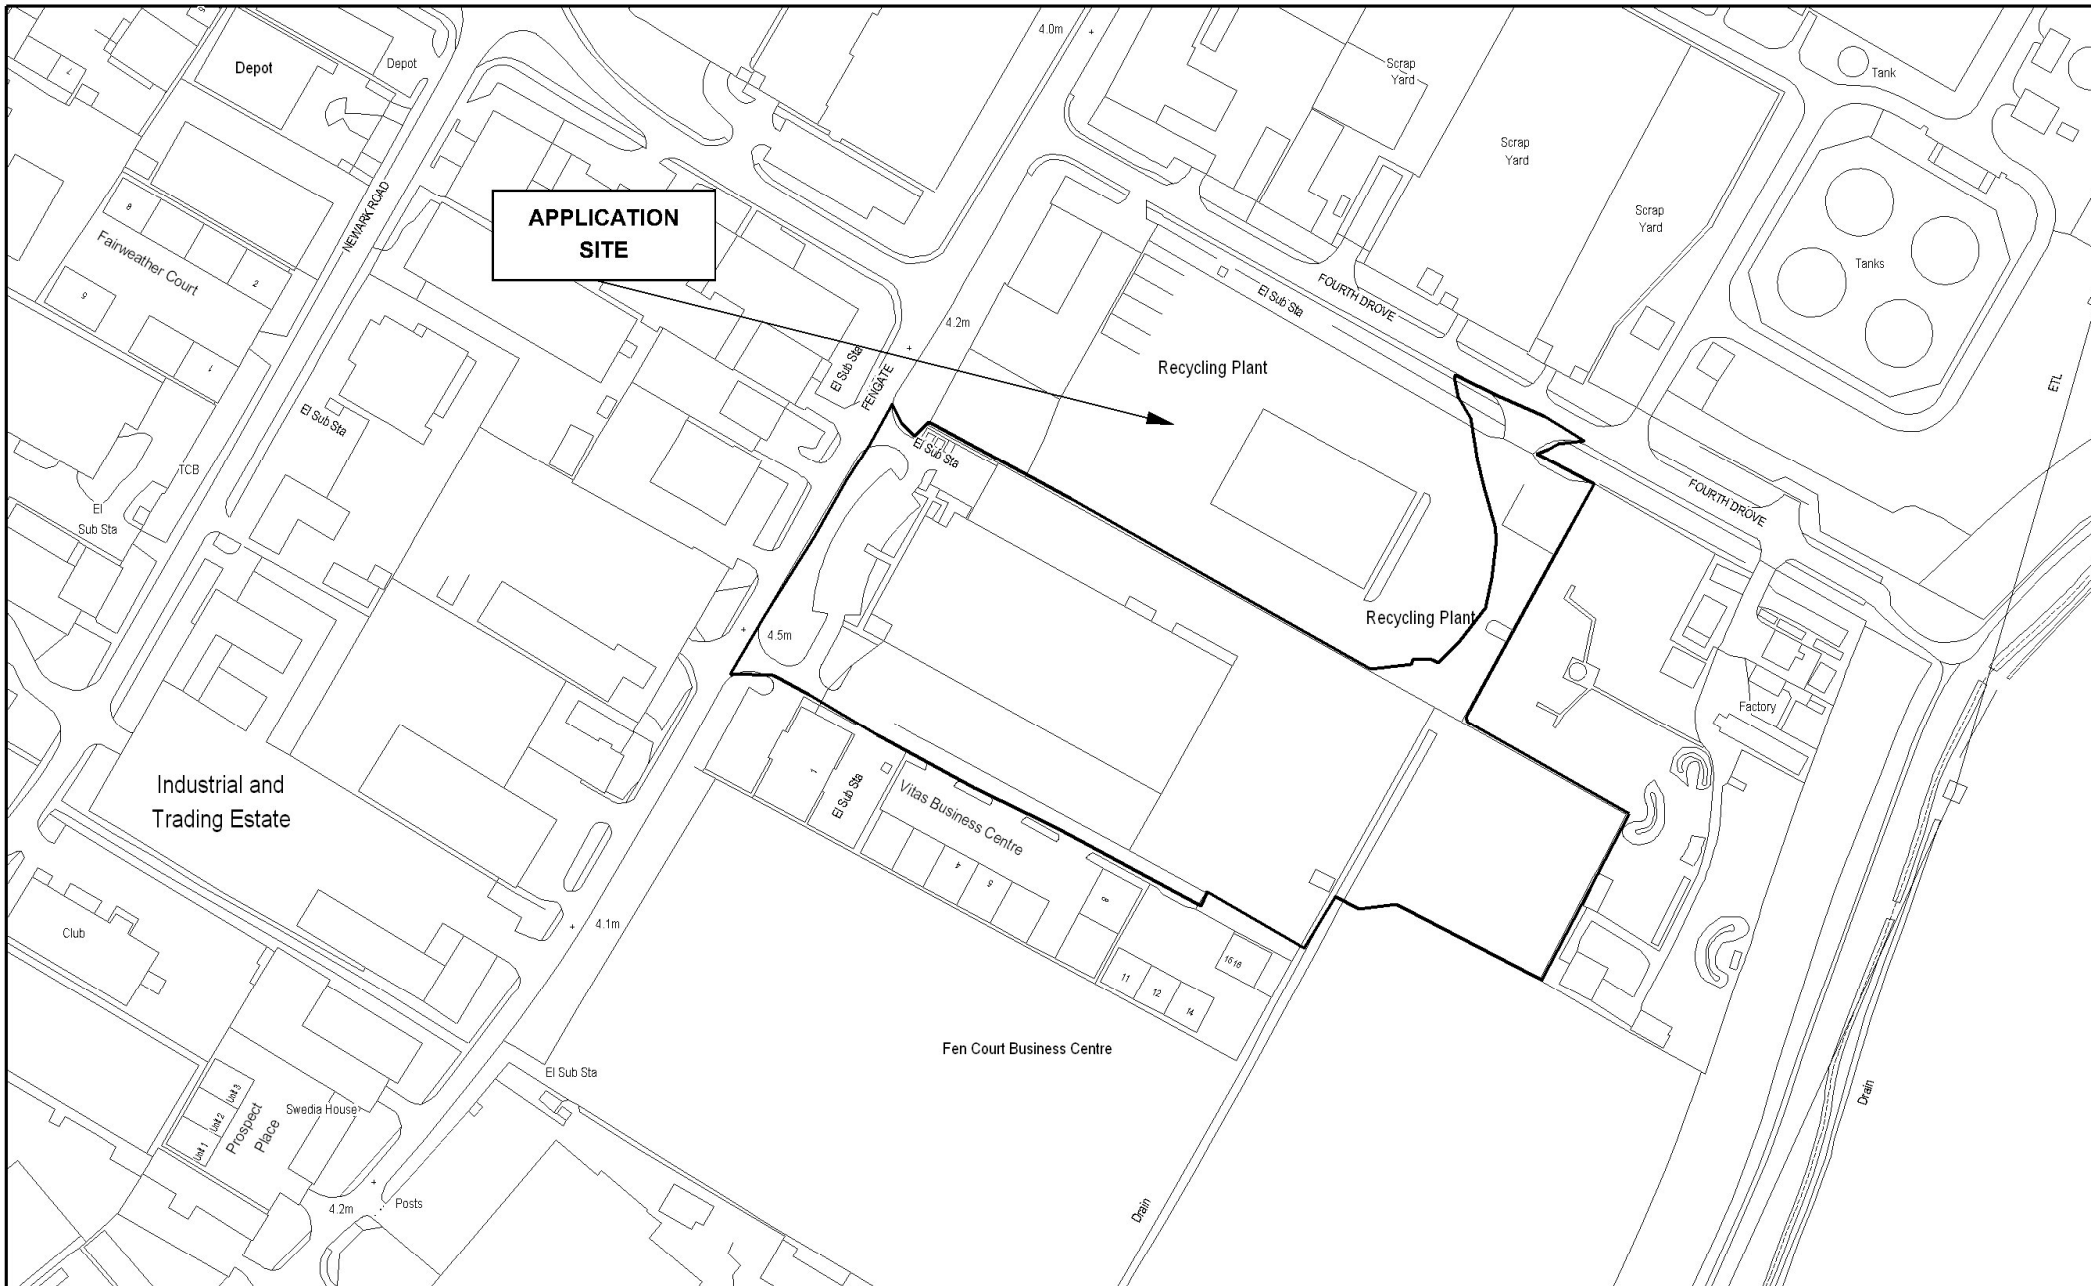 4.0m
Depot
Depot
7
Scrap
Yard
Tank
Scrap
Yard
8
Fairweather Court
2
9
1
NEWARK ROAD
APPLICATION
SITE
Scrap
Yard
Tanks
FOURTH DROVE
El Sub Sta
4.2m
El Sub Sta
FENGATE
Recycling Plant
ETL
El Sub Sta
TCB
El
Sub Sta
El Sub Sta
FOURTH DROVE
4.5m
Recycling Plant
Factory
Industrial and
Trading Estate
1
El Sub Sta
Vitas Business Centre
4
5
8
4.1m
Club
1516
11
12
14
Fen Court Business Centre
El Sub Sta
Drain
Unit 3
Unit 2
Unit 1
Prospect
Place
Swedia House
Posts
4.2m
Drain